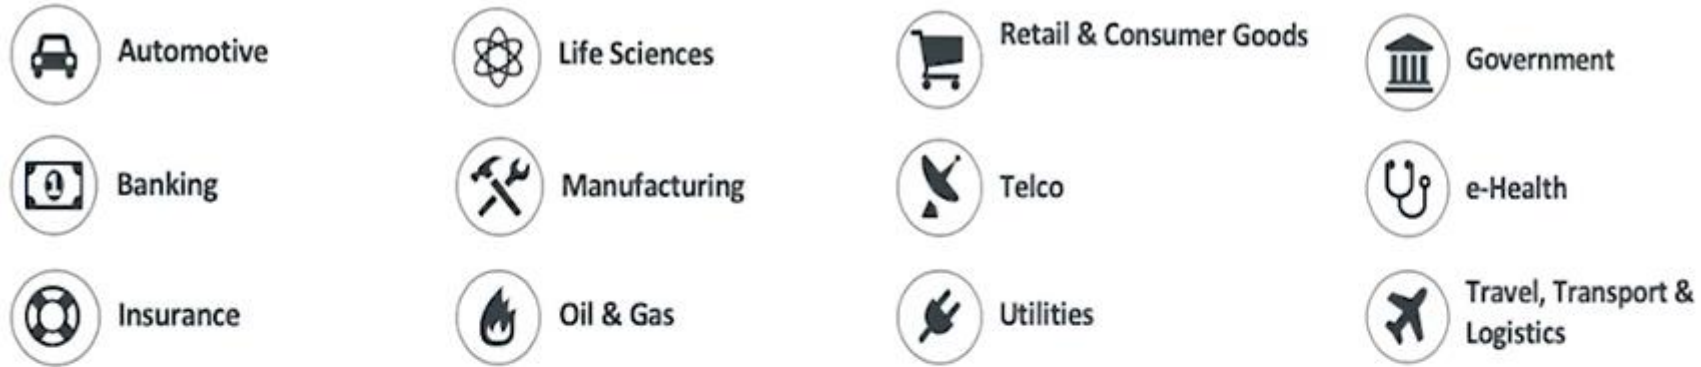 Automotive
Life Sciences
Retail & Consumer Goods
Government
Banking
Manufacturing
Telco
e-Health
Insurance
Oil & Gas
Utilities
Travel, Transport &
Logistics